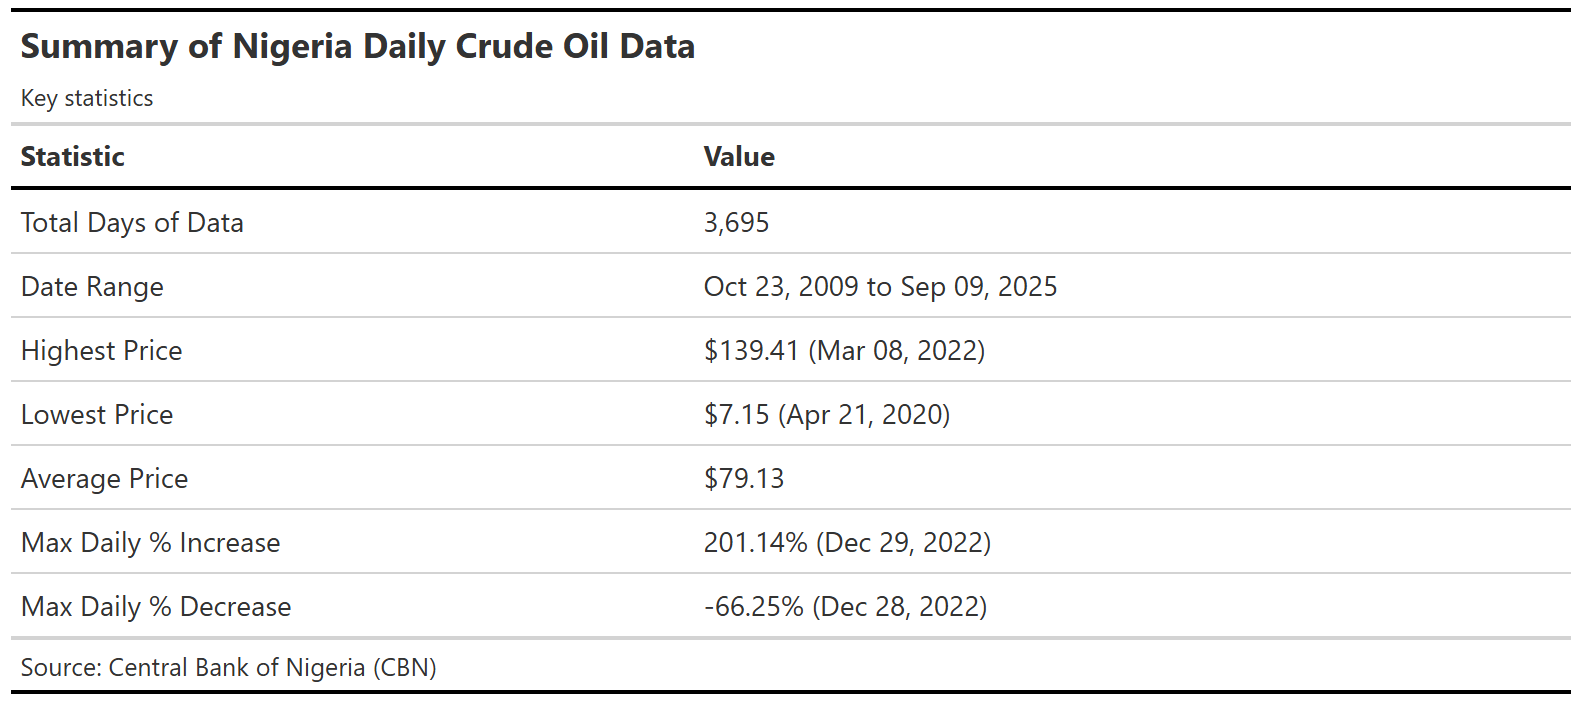 Summary of Nigeria Daily Crude Oil Data
Key statistics
Statistic Value
Total Days of Data 3,695
Date Range Oct 23, 2009 to Sep 09, 2025
Highest Price $139.41 (Mar 08, 2022)
Lowest Price $7.15 (Apr 21, 2020)
Average Price $79.13
Max Daily % Increase 201.14% (Dec 29, 2022)
Max Daily % Decrease -66.25% (Dec 28, 2022)
Source: Central Bank of Nigeria (CBN)